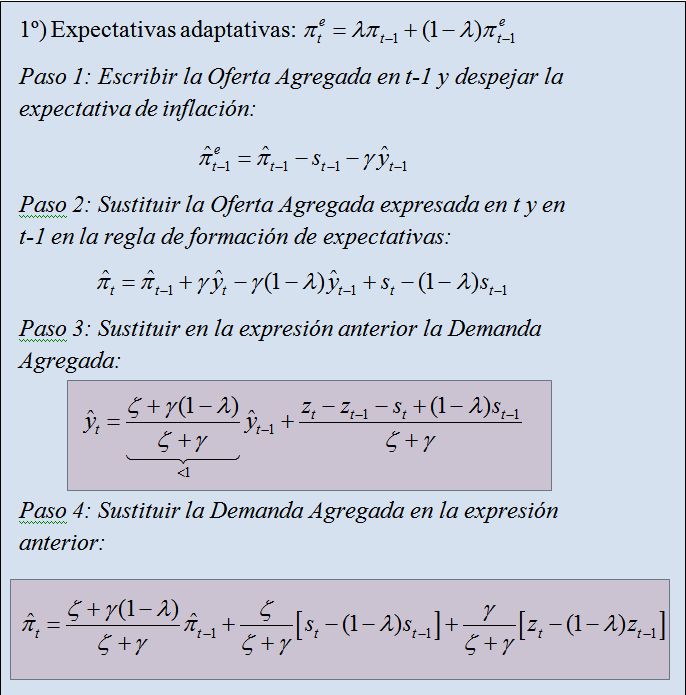 1º) Expectativas adaptativas: $\pi_t^e = \lambda\pi_{t-1} + (1-\lambda)\pi_{t-1}^e$
Paso 1: Escribir la Oferta Agregada en t-1 y despejar la
expectativa de inflación:
$\hat{\pi}_{t-1}^e = \hat{\pi}_{t-1} - s_{t-1} - \gamma\hat{y}_{t-1}$
Paso 2: Sustituir la Oferta Agregada expresada en t y en
t-1 en la regla de formación de expectativas:
$\hat{\pi}_t = \hat{\pi}_{t-1} + \gamma\hat{y}_t - \gamma(1-\lambda)\hat{y}_{t-1} + s_t - (1-\lambda)s_{t-1}$
Paso 3: Sustituir en la expresión anterior la Demanda
Agregada:
$\hat{y}_t = \underbrace{\frac{\zeta + \gamma(1-\lambda)}{\zeta + \gamma}}_{<1}\hat{y}_{t-1} + \frac{z_t - z_{t-1} - s_t + (1-\lambda)s_{t-1}}{\zeta + \gamma}$
Paso 4: Sustituir la Demanda Agregada en la expresión
anterior:
$\hat{\pi}_t = \frac{\zeta + \gamma(1-\lambda)}{\zeta + \gamma}\hat{\pi}_{t-1} + \frac{\zeta}{\zeta + \gamma}\left[s_t - (1-\lambda)s_{t-1}\right] + \frac{\gamma}{\zeta + \gamma}\left[z_t - (1-\lambda)z_{t-1}\right]$